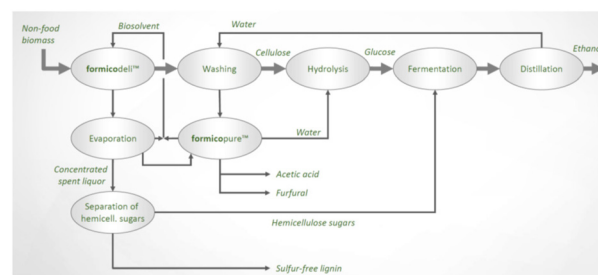 Non-food
biomass
Biosolvent
Water
formicodeli™
Washing
Cellulose
Hydrolysis
Glucose
Fermentation
Distillation
Ethano
Evaporation
formicopure™
Water
Concentrated
spent liquor
Acetic acid
Furfural
Separation of
hemicell. sugars
Hemicellulose sugars
Sulfur-free lignin